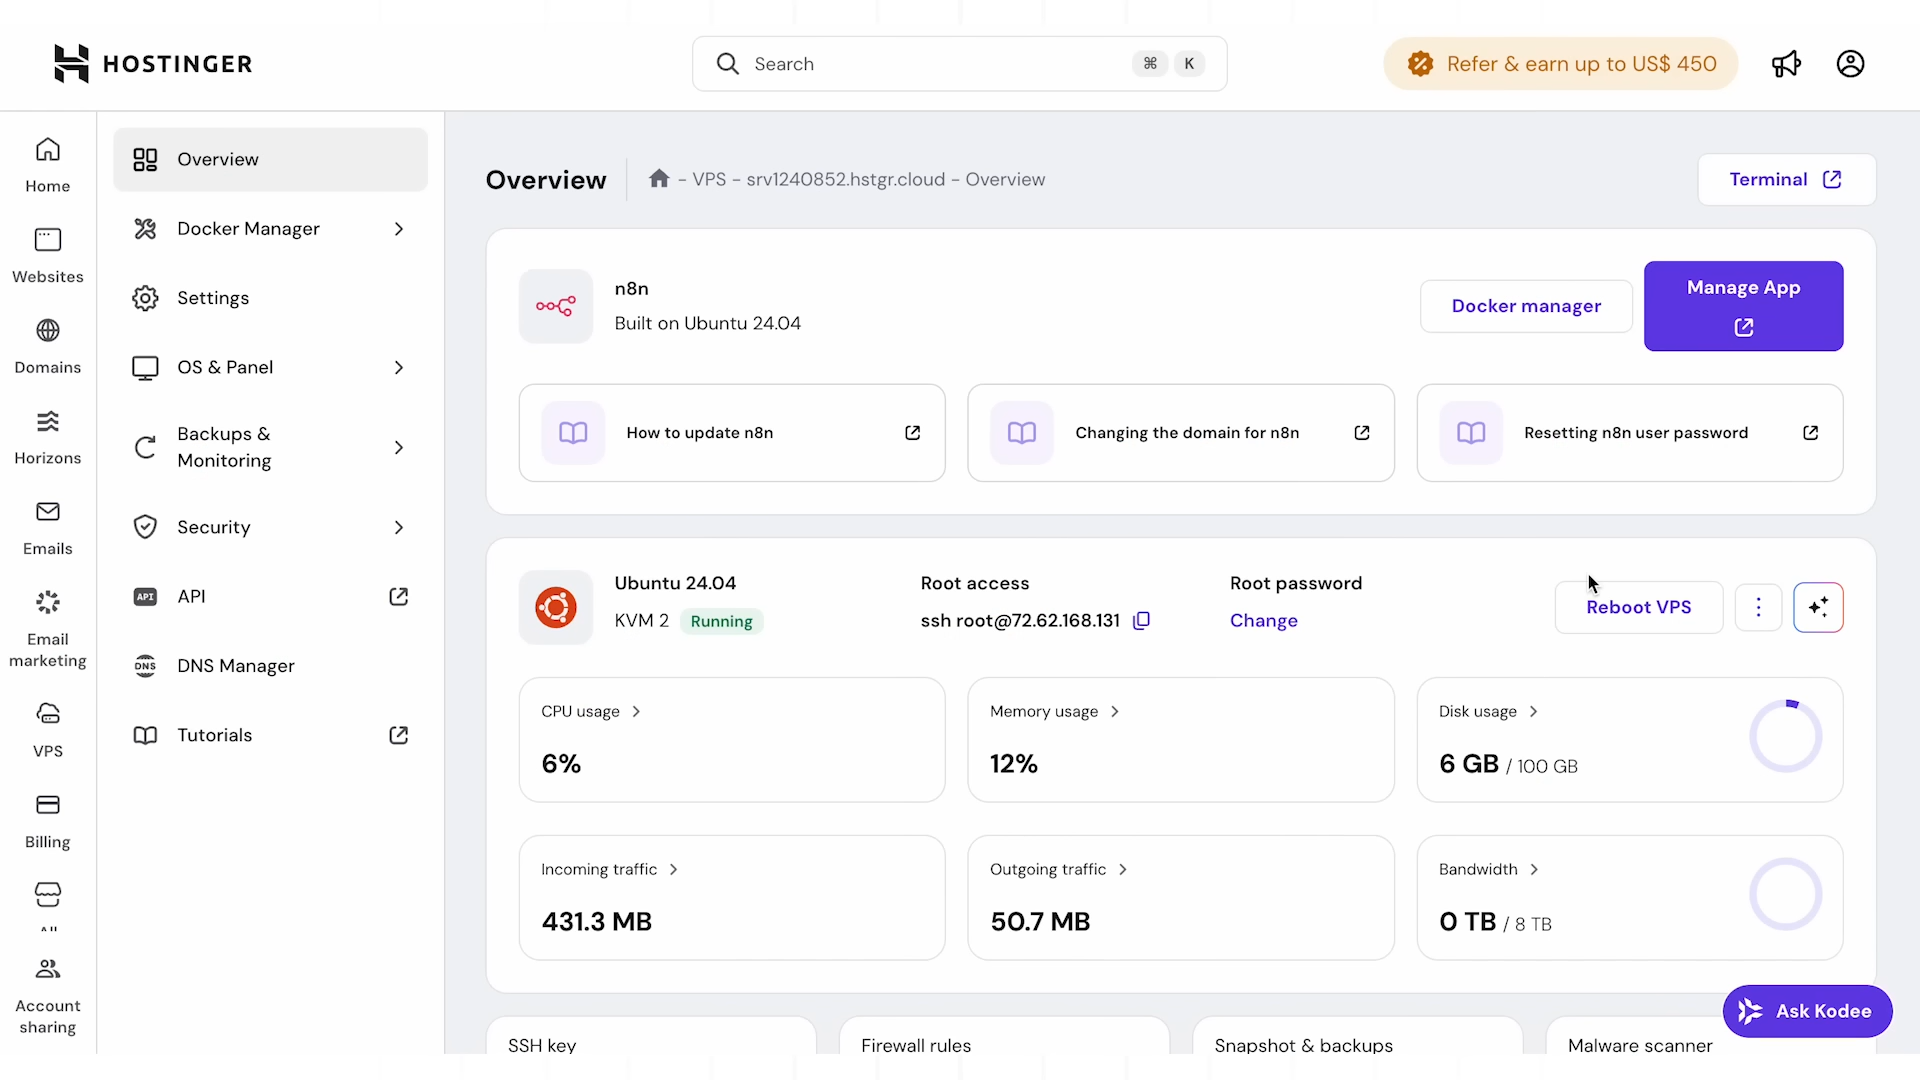 HOSTINGER
Search
⌘ K
Refer & earn up to US$ 450
Home
Websites
Domains
Horizons
Emails
Email
marketing
VPS
Billing
All
Account
sharing
Overview
Docker Manager
Settings
OS & Panel
Backups &
Monitoring
Security
API
API
DNS
DNS Manager
Tutorials
Overview
– VPS – srv1240852.hstgr.cloud – Overview
Terminal
n8n
Built on Ubuntu 24.04
Docker manager
Manage App
How to update n8n
Changing the domain for n8n
Resetting n8n user password
Ubuntu 24.04
KVM 2 Running
Root access
ssh root@72.62.168.131
Root password
Change
Reboot VPS
CPU usage
6%
Memory usage
12%
Disk usage
6 GB / 100 GB
Incoming traffic
431.3 MB
Outgoing traffic
50.7 MB
Bandwidth
0 TB / 8 TB
Ask Kodee
SSH key
Firewall rules
Snapshot & backups
Malware scanner